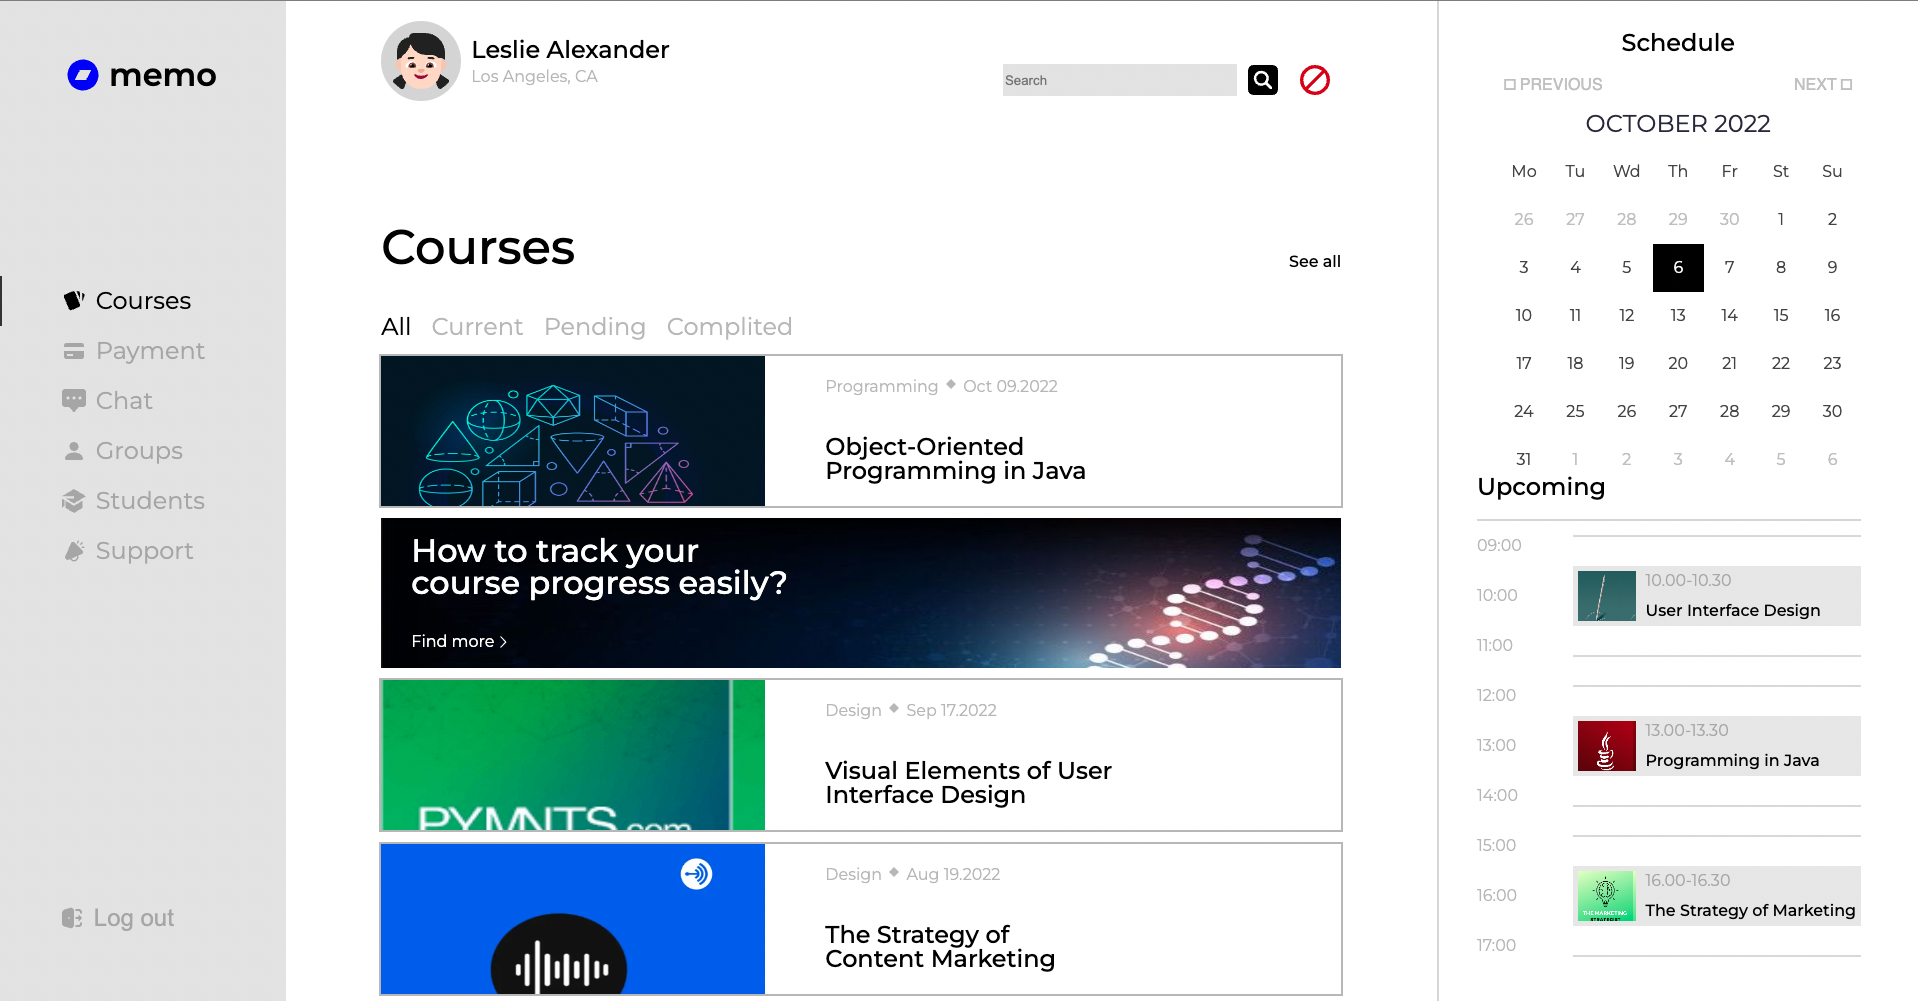 memo
Courses
Payment
Chat
Groups
Students
Support
Log out
Leslie Alexander
Los Angeles, CA
Search
Courses
See all
All Current Pending Complited
Programming ◆ Oct 09.2022
Object-Oriented
Programming in Java
How to track your
course progress easily?
Find more >
PYMNTS.com
Design ◆ Sep 17.2022
Visual Elements of User
Interface Design
Design ◆ Aug 19.2022
The Strategy of
Content Marketing
Schedule
PREVIOUS NEXT
OCTOBER 2022
Mo Tu Wd Th Fr St Su
26 27 28 29 30 1 2
3 4 5 6 7 8 9
10 11 12 13 14 15 16
17 18 19 20 21 22 23
24 25 26 27 28 29 30
31 1 2 3 4 5 6
Upcoming
09:00
10:00
10.00-10.30
User Interface Design
11:00
12:00
13:00
13.00-13.30
Programming in Java
14:00
15:00
16:00
16.00-16.30
THE MARKETING
STRATEGIST
The Strategy of Marketing
17:00